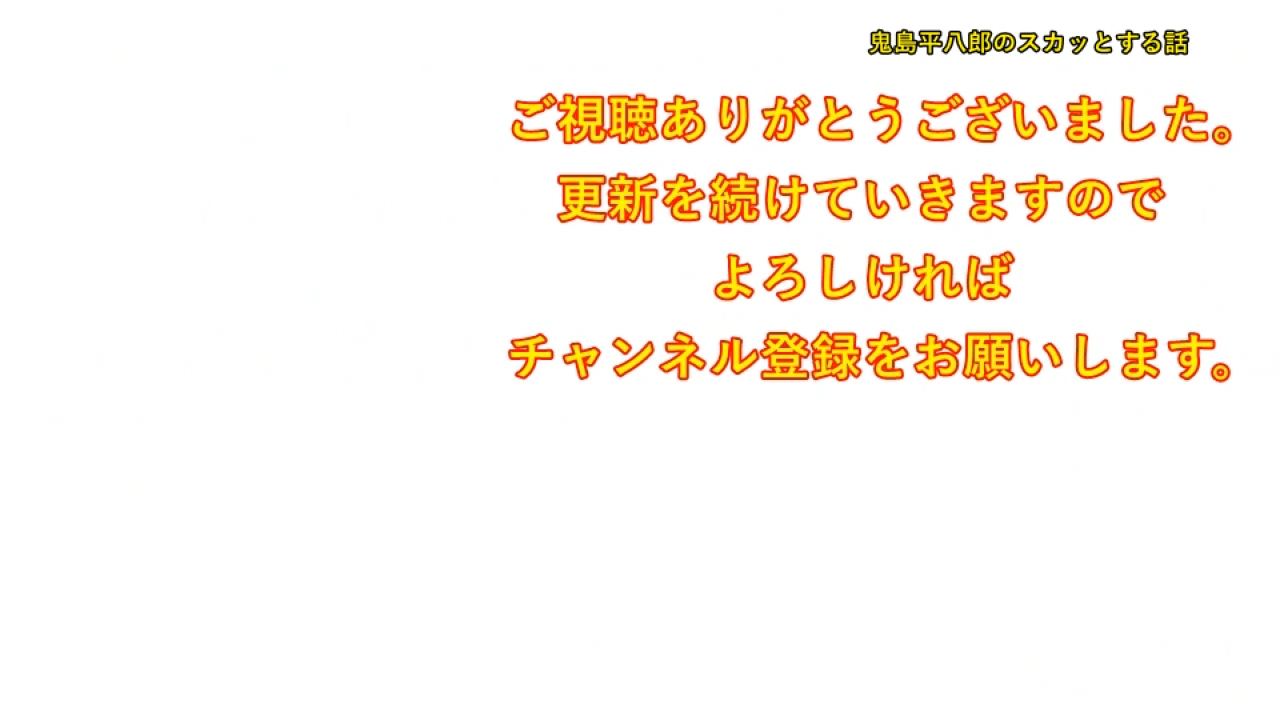 鬼島平八郎のスカッとする話
ご視聴ありがとうございました。
更新を続けていきますので
よろしければ
チャンネル登録をお願いします。